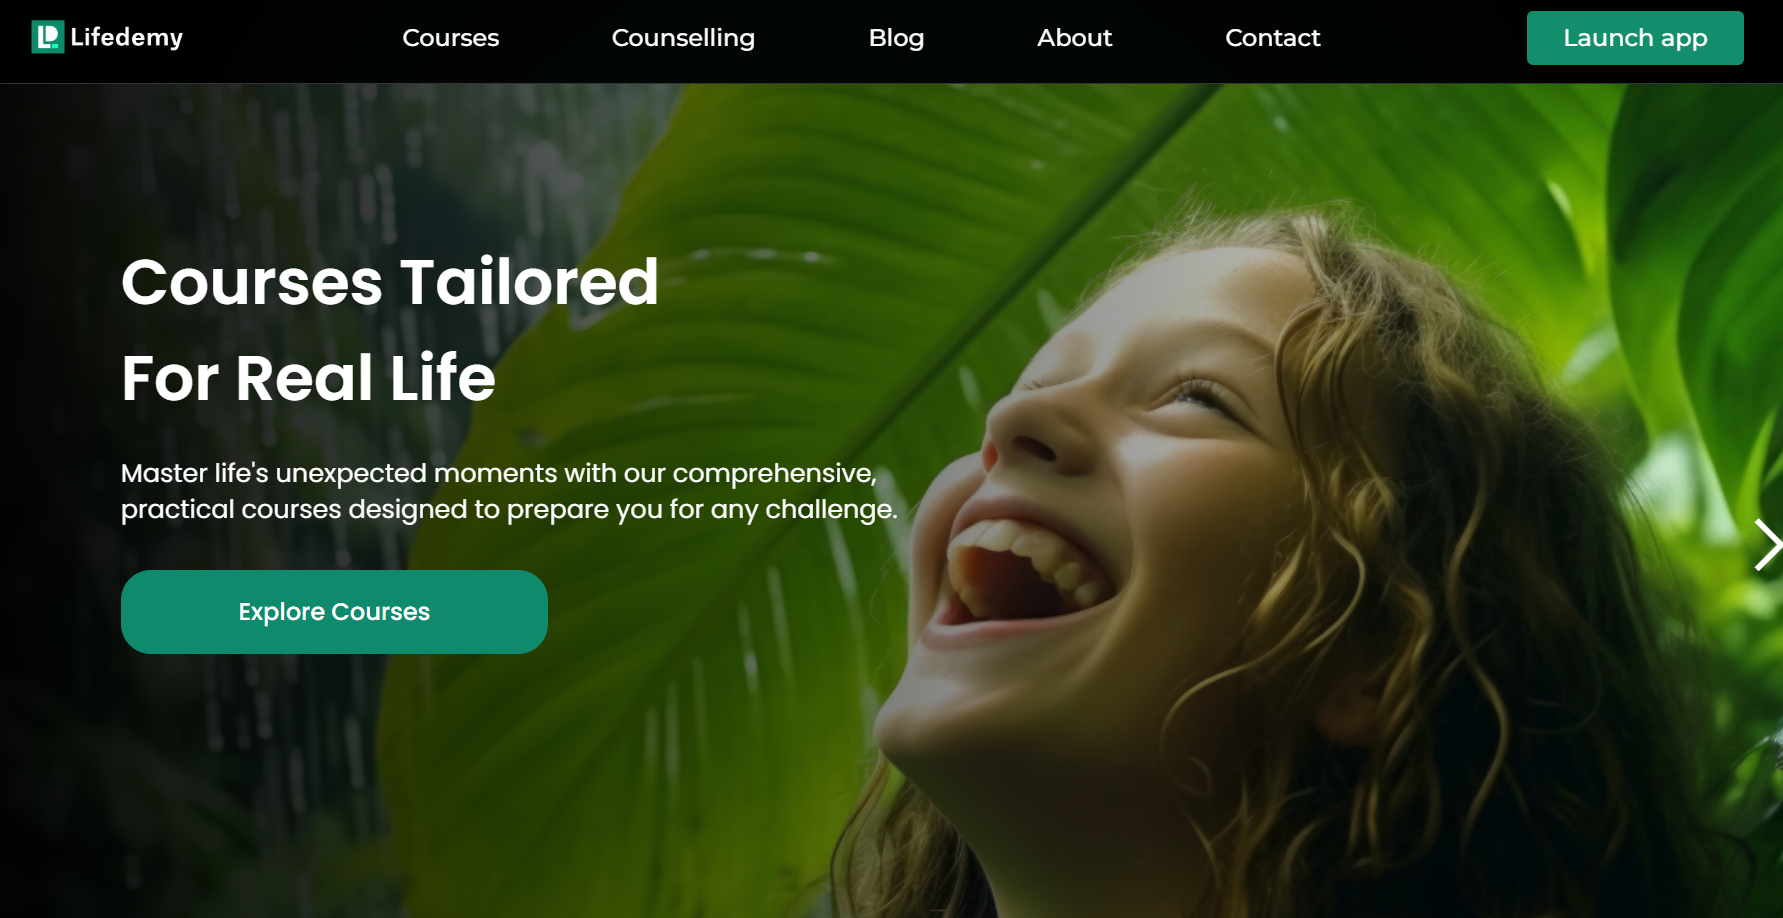 Lifedemy
Courses
Counselling
Blog
About
Contact
Launch app
Courses Tailored
For Real Life
Master life's unexpected moments with our comprehensive,
practical courses designed to prepare you for any challenge.
Explore Courses